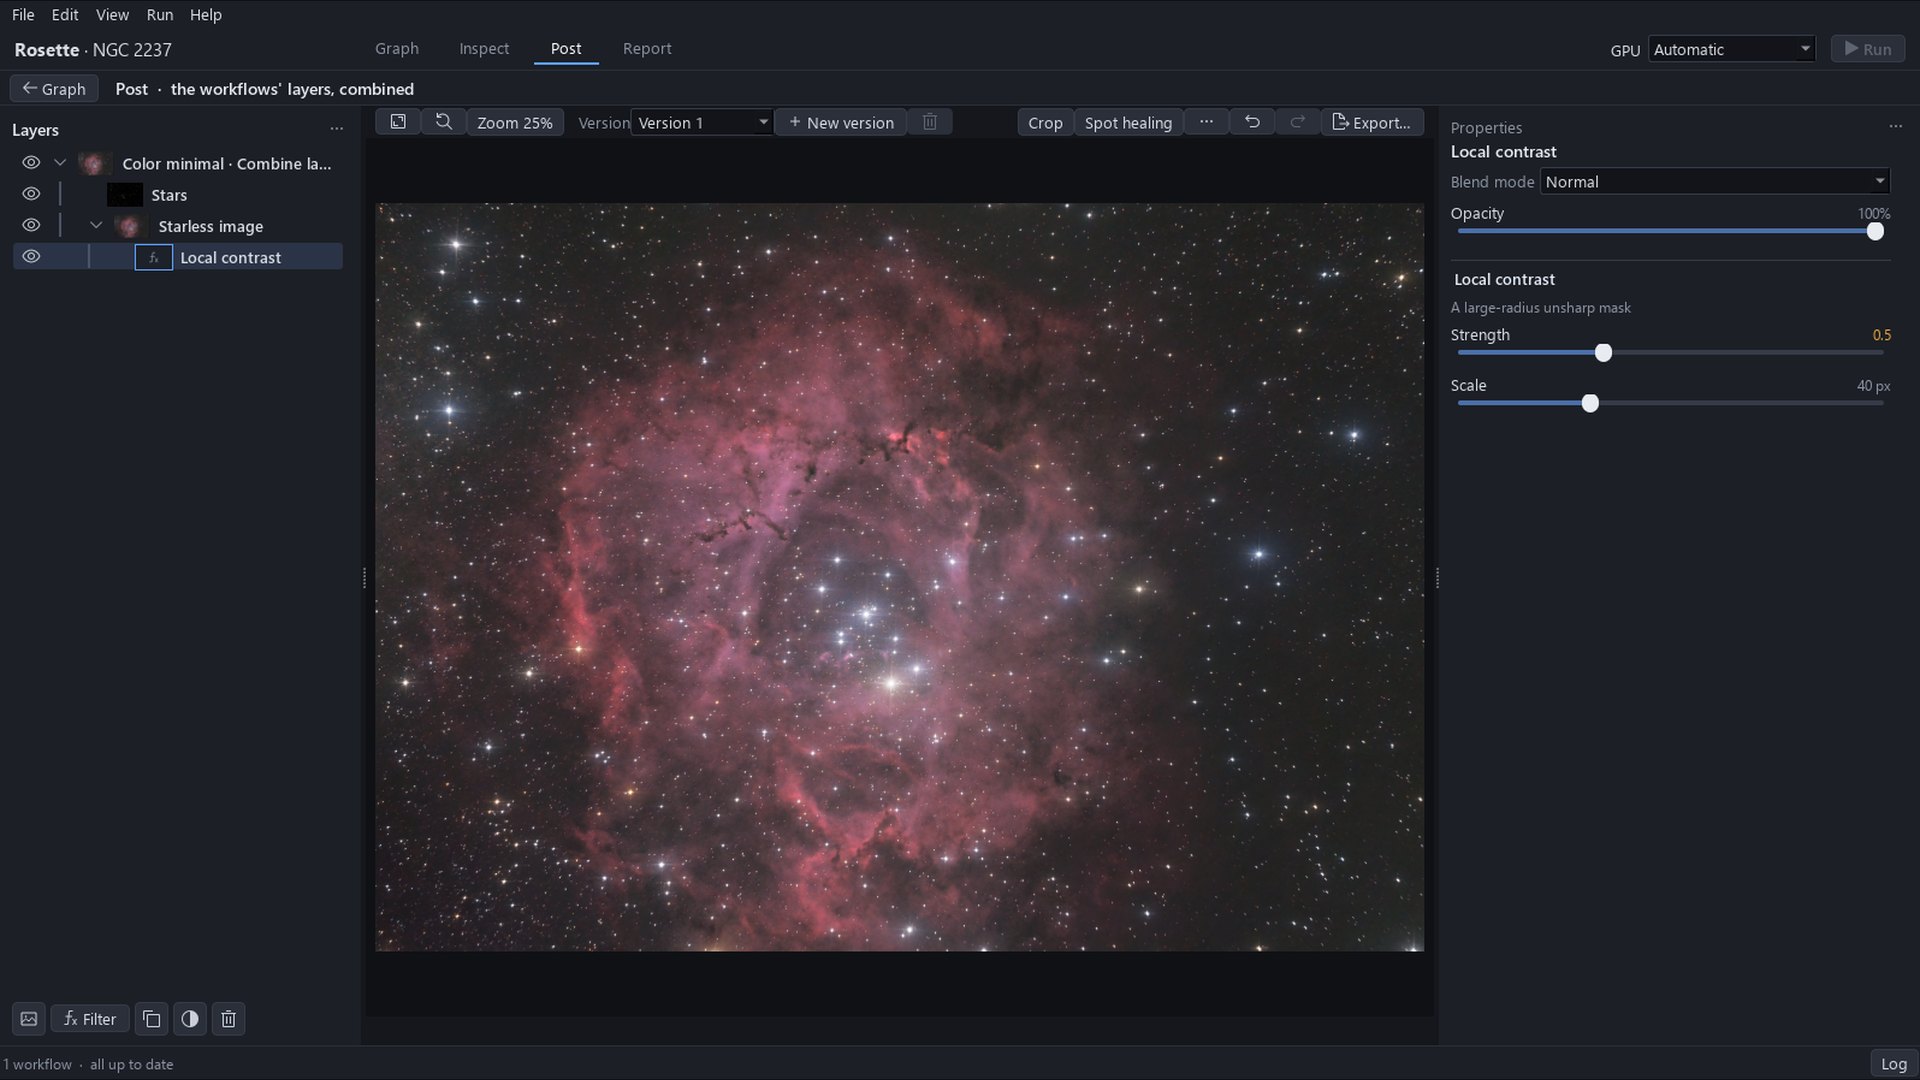 File Edit View Run Help
Rosette · NGC 2237
Graph Inspect Post Report
GPU Automatic
Run
Graph
Post · the workflows' layers, combined
Layers
Color minimal · Combine la...
Stars
Starless image
fx Local contrast
Zoom 25%
Version Version 1
+ New version
Crop
Spot healing
Export...
Properties
Local contrast
Blend mode Normal
Opacity 100%
Local contrast
A large-radius unsharp mask
Strength 0.5
Scale 40 px
fx Filter
1 workflow · all up to date
Log